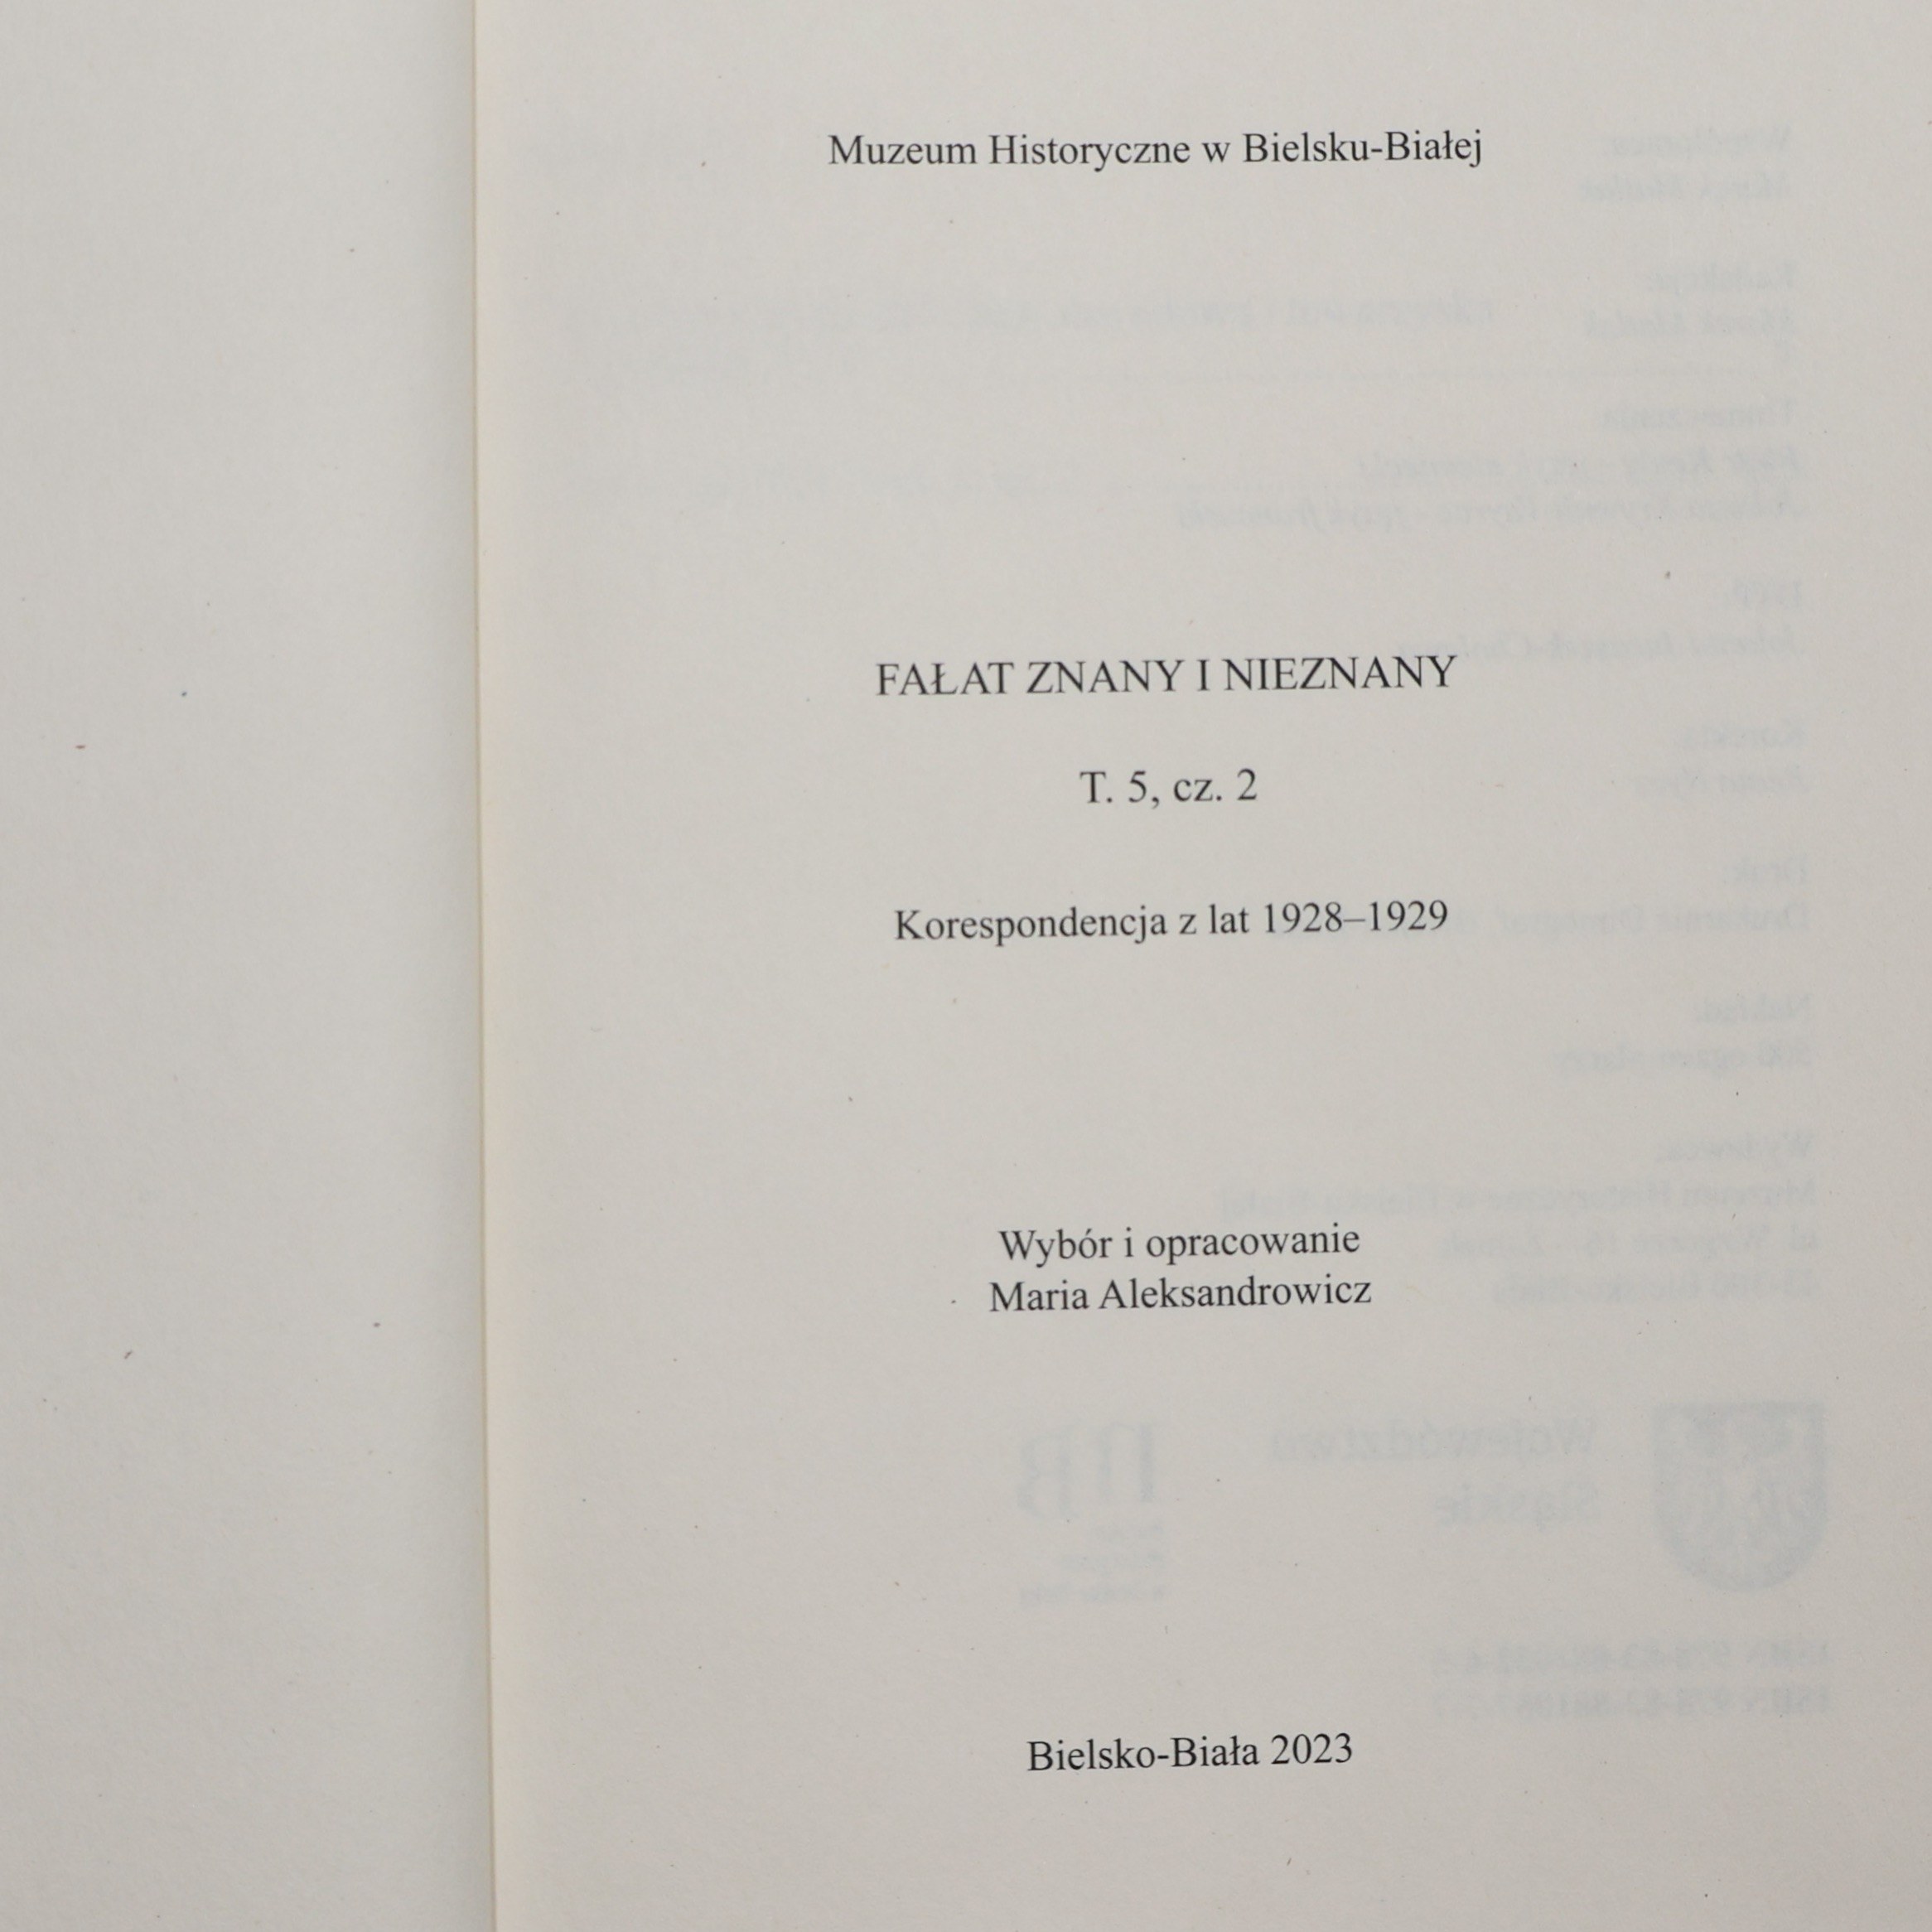 Muzeum Historyczne w Bielsku-Białej
FAŁAT ZNANY I NIEZNANY
T. 5, cz. 2
Korespondencja z lat 1928–1929
Wybór i opracowanie
Maria Aleksandrowicz
Bielsko-Biała 2023